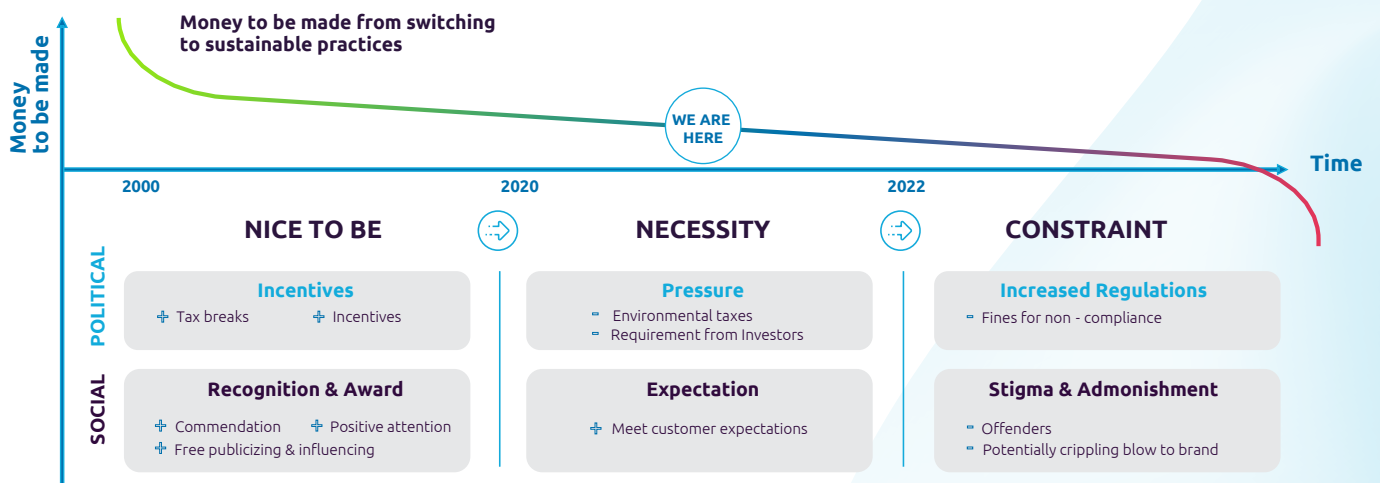 Money to be made from switching
to sustainable practices
Money
to be made
WE ARE
HERE
Time
2000
2020
2022
NICE TO BE
NECESSITY
CONSTRAINT
POLITICAL
Incentives
+ Tax breaks
+ Incentives
Pressure
- Environmental taxes
- Requirement from Investors
Increased Regulations
- Fines for non - compliance
SOCIAL
Recognition & Award
+ Commendation
+ Positive attention
+ Free publicizing & influencing
Expectation
+ Meet customer expectations
Stigma & Admonishment
- Offenders
- Potentially crippling blow to brand